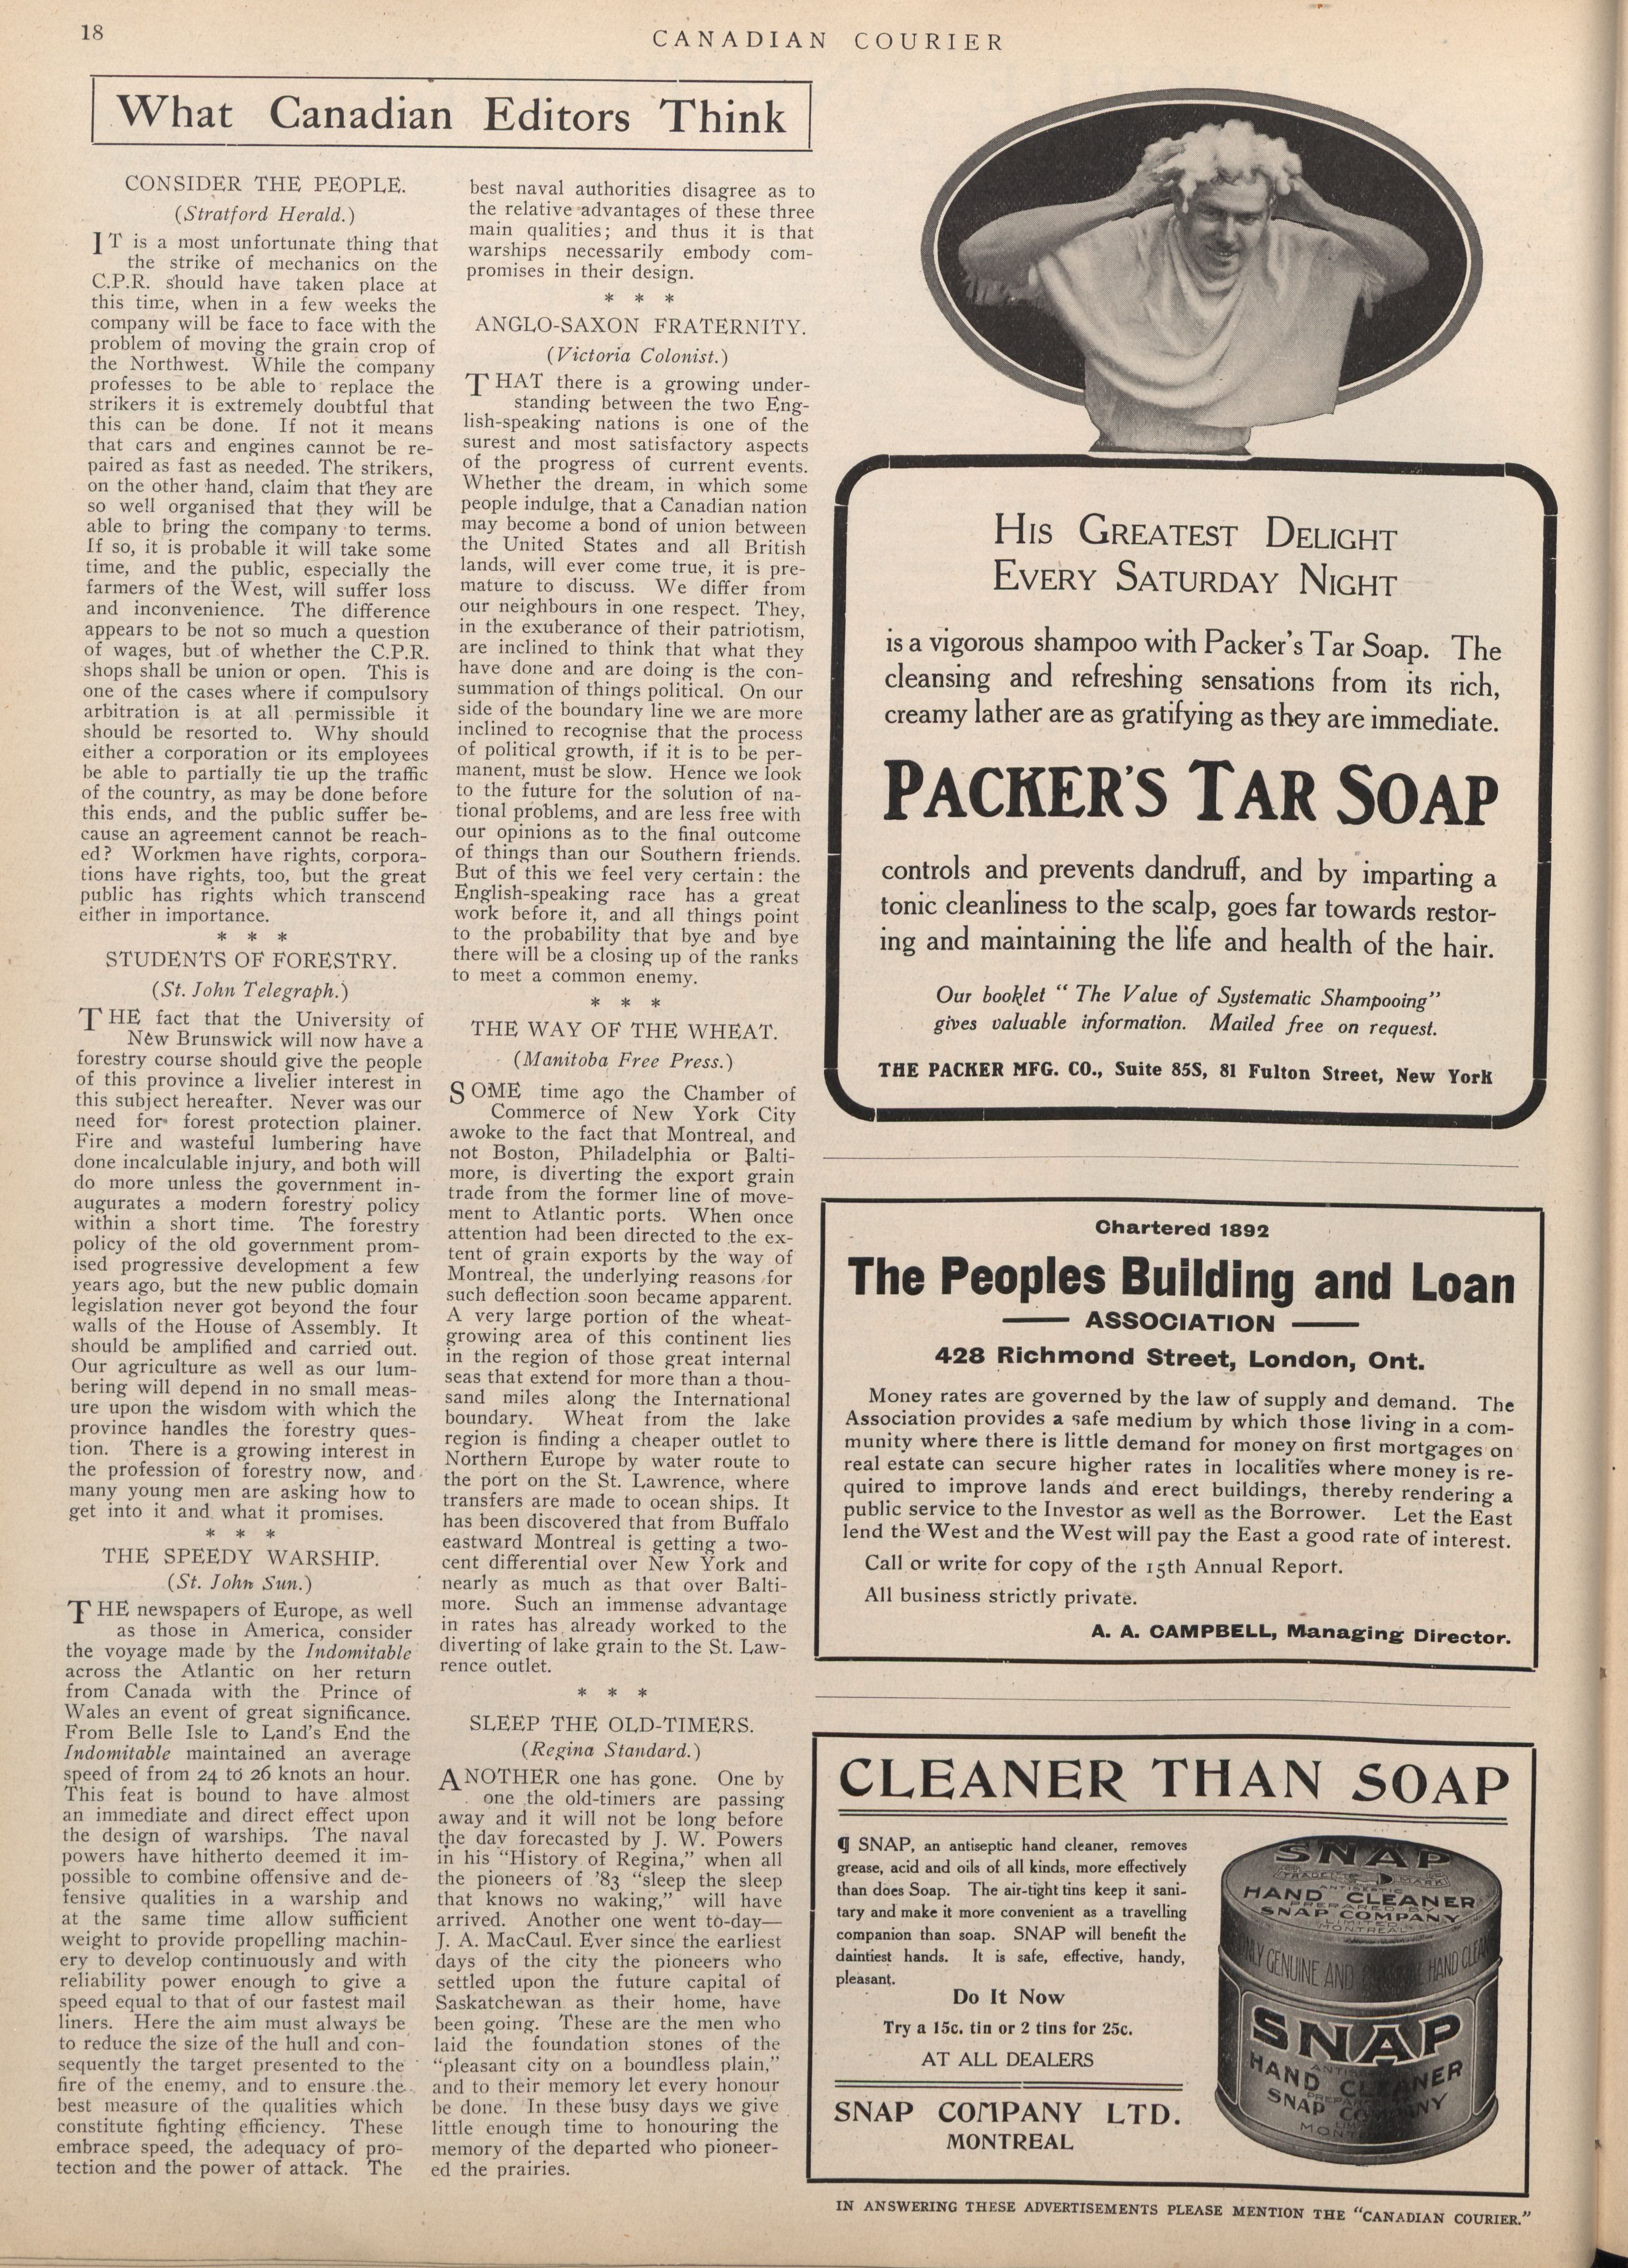 18
CANADIAN COURIER
What Canadian Editors Think
CONSIDER THE PEOPLE.
(Stratford Herald.)
IT is a most unfortunate thing that
the strike of mechanics on the
C.P.R. should have taken place at
this time, when in a few weeks the
company will be face to face with the
problem of moving the grain crop of
the Northwest. While the company
professes to be able to replace the
strikers it is extremely doubtful that
this can be done. If not it means
that cars and engines cannot be re-
paired as fast as needed. The strikers,
on the other hand, claim that they are
so well organised that they will be
able to bring the company to terms.
If so, it is probable it will take some
time, and the public, especially the
farmers of the West, will suffer loss
and inconvenience. The difference
appears to be not so much a question
of wages, but of whether the C.P.R.
shops shall be union or open. This is
one of the cases where if compulsory
arbitration is at all permissible it
should be resorted to. Why should
either a corporation or its employees
be able to partially tie up the traffic
of the country, as may be done before
this ends, and the public suffer be-
cause an agreement cannot be reach-
ed? Workmen have rights, corpora-
tions have rights, too, but the great
public has rights which transcend
either in importance.
* * *
STUDENTS OF FORESTRY.
(St. John Telegraph.)
THE fact that the University of
New Brunswick will now have a
forestry course should give the people
of this province a livelier interest in
this subject hereafter. Never was our
need for forest protection plainer.
Fire and wasteful lumbering have
done incalculable injury, and both will
do more unless the government in-
augurates a modern forestry policy
within a short time. The forestry
policy of the old government prom-
ised progressive development a few
years ago, but the new public domain
legislation never got beyond the four
walls of the House of Assembly. It
should be amplified and carried out.
Our agriculture as well as our lum-
bering will depend in no small meas-
ure upon the wisdom with which the
province handles the forestry ques-
tion. There is a growing interest in
the profession of forestry now, and
many young men are asking how to
get into it and what it promises.
* * *
THE SPEEDY WARSHIP.
(St. John Sun.)
THE newspapers of Europe, as well
as those in America, consider
the voyage made by the Indomitable
across the Atlantic on her return
from Canada with the Prince of
Wales an event of great significance.
From Belle Isle to Land's End the
Indomitable maintained an average
speed of from 24 to 26 knots an hour.
This feat is bound to have almost
an immediate and direct effect upon
the design of warships. The naval
powers have hitherto deemed it im-
possible to combine offensive and de-
fensive qualities in a warship and
at the same time allow sufficient
weight to provide propelling machin-
ery to develop continuously and with
reliability power enough to give a
speed equal to that of our fastest mail
liners. Here the aim must always be
to reduce the size of the hull and con-
sequently the target presented to the
fire of the enemy, and to ensure the
best measure of the qualities which
constitute fighting efficiency. These
embrace speed, the adequacy of pro-
tection and the power of attack. The
best naval authorities disagree as to
the relative advantages of these three
main qualities; and thus it is that
warships necessarily embody com-
promises in their design.
* * *
ANGLO-SAXON FRATERNITY.
(Victoria Colonist.)
THAT there is a growing under-
standing between the two Eng-
lish-speaking nations is one of the
surest and most satisfactory aspects
of the progress of current events.
Whether the dream, in which some
people indulge, that a Canadian nation
may become a bond of union between
the United States and all British
lands, will ever come true, it is pre-
mature to discuss. We differ from
our neighbours in one respect. They,
in the exuberance of their patriotism,
are inclined to think that what they
have done and are doing is the con-
summation of things political. On our
side of the boundary line we are more
inclined to recognise that the process
of political growth, if it is to be per-
manent, must be slow. Hence we look
to the future for the solution of na-
tional problems, and are less free with
our opinions as to the final outcome
of things than our Southern friends.
But of this we feel very certain: the
English-speaking race has a great
work before it, and all things point
to the probability that bye and bye
there will be a closing up of the ranks
to meet a common enemy.
* * *
THE WAY OF THE WHEAT.
(Manitoba Free Press.)
SOME time ago the Chamber of
Commerce of New York City
awoke to the fact that Montreal, and
not Boston, Philadelphia or Balti-
more, is diverting the export grain
trade from the former line of move-
ment to Atlantic ports. When once
attention had been directed to the ex-
tent of grain exports by the way of
Montreal, the underlying reasons for
such deflection soon became apparent.
A very large portion of the wheat-
growing area of this continent lies
in the region of those great internal
seas that extend for more than a thou-
sand miles along the International
boundary. Wheat from the lake
region is finding a cheaper outlet to
Northern Europe by water route to
the port on the St. Lawrence, where
transfers are made to ocean ships. It
has been discovered that from Buffalo
eastward Montreal is getting a two-
cent differential over New York and
nearly as much as that over Balti-
more. Such an immense advantage
in rates has already worked to the
diverting of lake grain to the St. Law-
rence outlet.
* * *
SLEEP THE OLD-TIMERS.
(Regina Standard.)
ANOTHER one has gone. One by
one the old-timers are passing
away and it will not be long before
the day forecasted by J. W. Powers
in his "History of Regina," when all
the pioneers of '83 "sleep the sleep
that knows no waking," will have
arrived. Another one went to-day—
J. A. MacCaul. Ever since the earliest
days of the city the pioneers who
settled upon the future capital of
Saskatchewan as their home, have
been going. These are the men who
laid the foundation stones of the
"pleasant city on a boundless plain,"
and to their memory let every honour
be done. In these busy days we give
little enough time to honouring the
memory of the departed who pioneer-
ed the prairies.
HIS GREATEST DELIGHT
EVERY SATURDAY NIGHT
is a vigorous shampoo with Packer's Tar Soap. The
cleansing and refreshing sensations from its rich,
creamy lather are as gratifying as they are immediate.
PACKER'S TAR SOAP
controls and prevents dandruff, and by imparting a
tonic cleanliness to the scalp, goes far towards restor-
ing and maintaining the life and health of the hair.
Our booklet "The Value of Systematic Shampooing"
gives valuable information. Mailed free on request.
THE PACKER MFG. CO., Suite 85S, 81 Fulton Street, New York
Chartered 1892
The Peoples Building and Loan
ASSOCIATION
428 Richmond Street, London, Ont.
Money rates are governed by the law of supply and demand. The
Association provides a safe medium by which those living in a com-
munity where there is little demand for money on first mortgages on
real estate can secure higher rates in localities where money is re-
quired to improve lands and erect buildings, thereby rendering a
public service to the Investor as well as the Borrower. Let the East
lend the West and the West will pay the East a good rate of interest.
Call or write for copy of the 15th Annual Report.
All business strictly private.
A. A. CAMPBELL, Managing Director.
CLEANER THAN SOAP
¶ SNAP, an antiseptic hand cleaner, removes
grease, acid and oils of all kinds, more effectively
than does Soap. The air-tight tins keep it sani-
tary and make it more convenient as a travelling
companion than soap. SNAP will benefit the
daintiest hands. It is safe, effective, handy,
pleasant.
Do It Now
Try a 15c. tin or 2 tins for 25c.
AT ALL DEALERS
SNAP COMPANY LTD.
MONTREAL
SNAP
TRADE MARK
ANTISEPTIC
HAND CLEANER
PREPARED BY
SNAP COMPANY
LIMITED
MONTREAL
ONLY GENUINE AND HAND CLEAN
SNAP
ANTISEPTIC
HAND CLEANER
PREPARED BY
SNAP COMPANY
MONTREAL
IN ANSWERING THESE ADVERTISEMENTS PLEASE MENTION THE "CANADIAN COURIER."